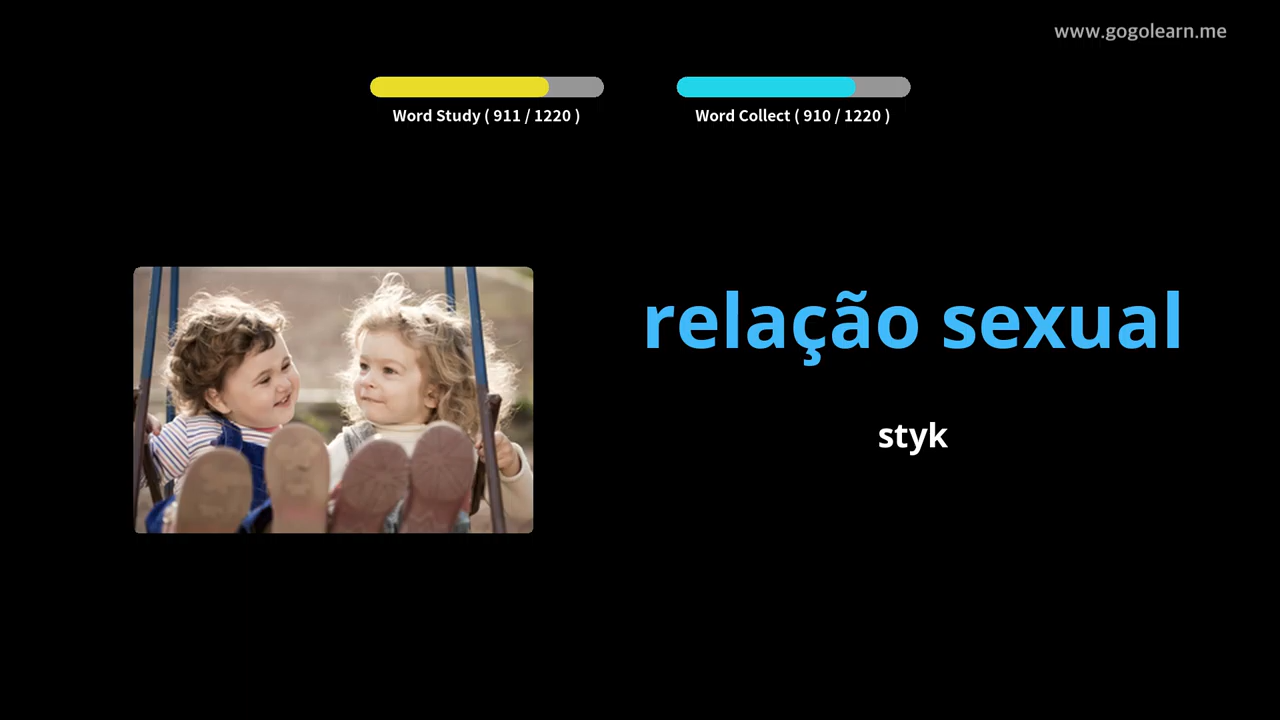 www.gogolearn.me
Word Study ( 911 / 1220 )
Word Collect ( 910 / 1220 )
relação sexual
styk